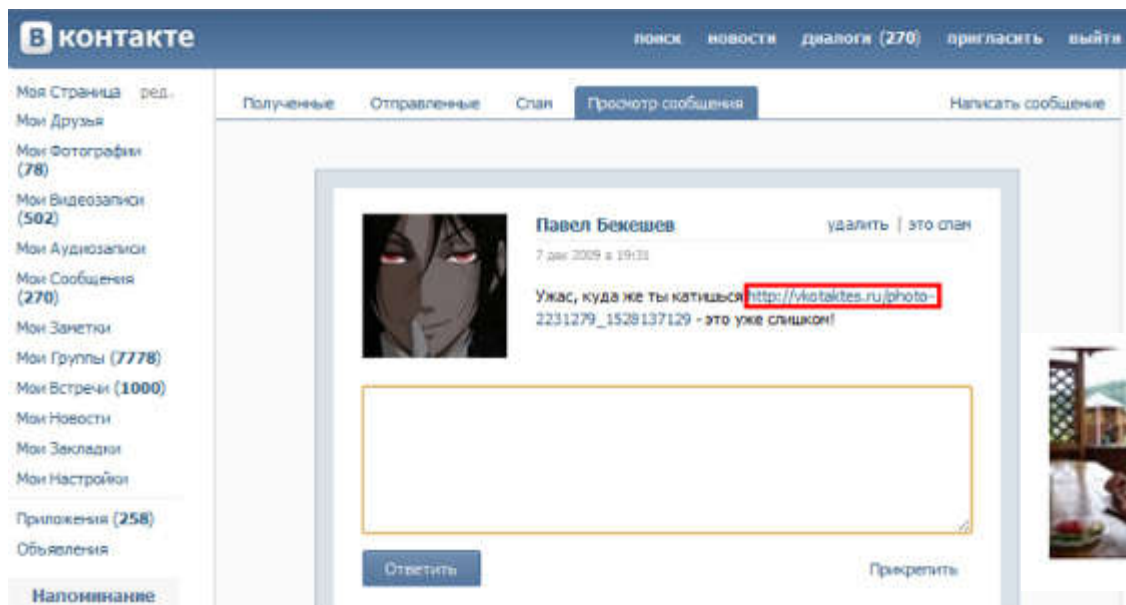 В контакте
поиск новости диалоги (270) пригласить выйти
Моя Страница ред.
Мои Друзья
Мои Фотографии
(78)
Мои Видеозаписи
(502)
Мои Аудиозаписи
Мои Сообщения
(270)
Мои Заметки
Мои Группы (7778)
Мои Встречи (1000)
Мои Новости
Мои Закладки
Мои Настройки
Приложения (258)
Объявления
Напоминание
Полученные Отправленные Спам Просмотр сообщения Написать сообщение
Павел Бекешев удалить | это спам
7 дек 2009 в 19:31
Ужас, куда же ты катишься http://vkotaktes.ru/photo-
2231279_1528137129 - это уже слишком!
Ответить Прикрепить